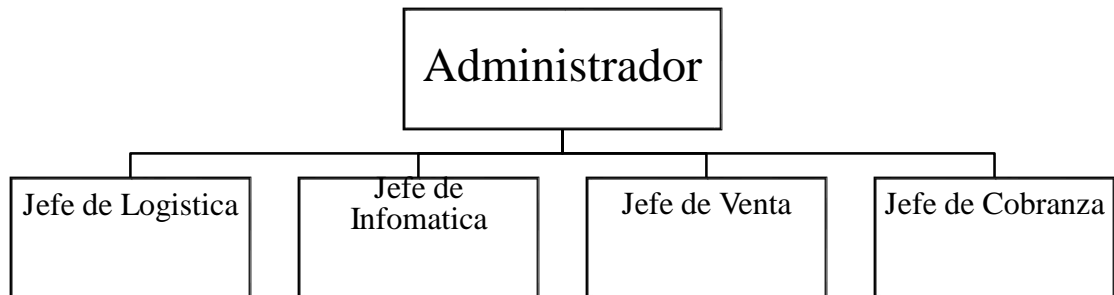 Administrador
Jefe de Logistica
Jefe de
Infomatica
Jefe de Venta
Jefe de Cobranza